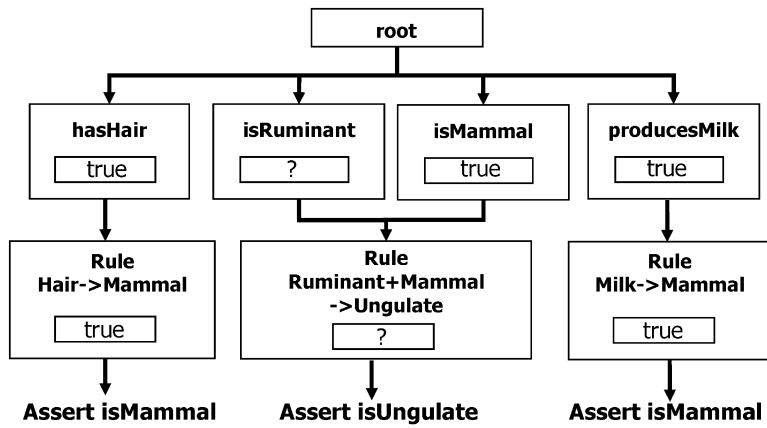 root
hasHair
true
isRuminant
?
isMammal
true
producesMilk
true
Rule
Hair->Mammal
true
Rule
Ruminant+Mammal
->Ungulate
?
Rule
Milk->Mammal
true
Assert isMammal
Assert isUngulate
Assert isMammal